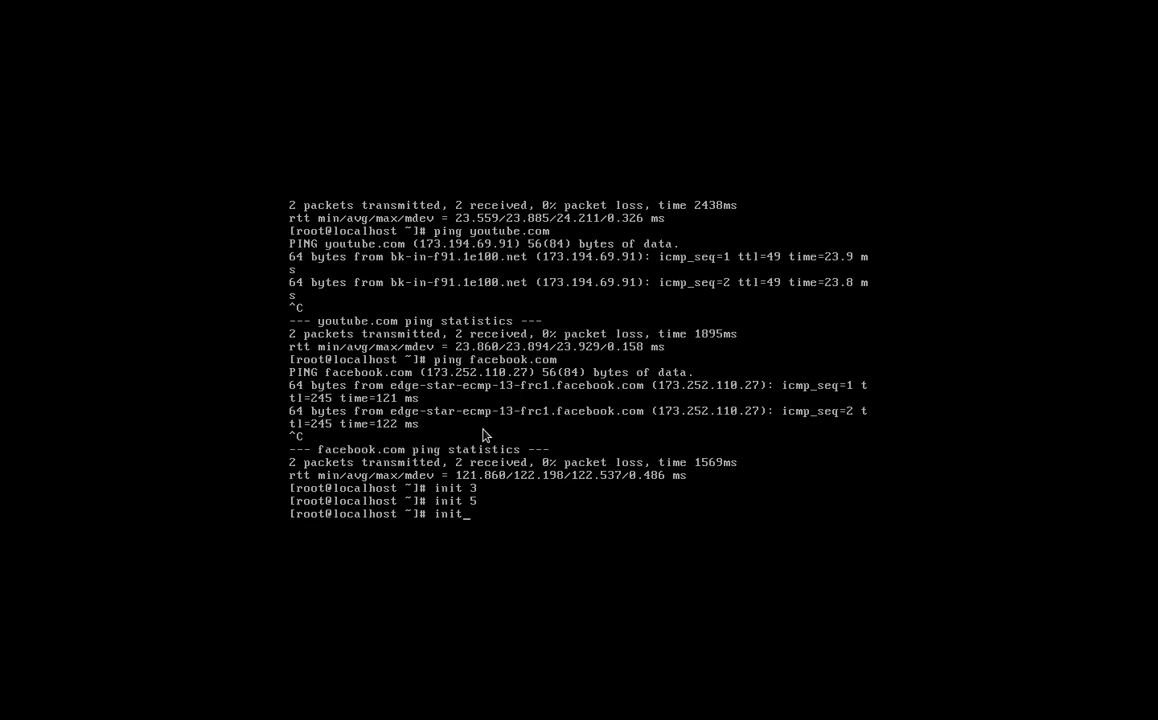 2 packets transmitted, 2 received, 0% packet loss, time 2438ms
rtt min/avg/max/mdev = 23.559/23.885/24.211/0.326 ms
[root@localhost ~]# ping youtube.com
PING youtube.com (173.194.69.91) 56(84) bytes of data.
64 bytes from bk-in-f91.1e100.net (173.194.69.91): icmp_seq=1 ttl=49 time=23.9 m
s
64 bytes from bk-in-f91.1e100.net (173.194.69.91): icmp_seq=2 ttl=49 time=23.8 m
s
^C
--- youtube.com ping statistics ---
2 packets transmitted, 2 received, 0% packet loss, time 1895ms
rtt min/avg/max/mdev = 23.860/23.894/23.929/0.158 ms
[root@localhost ~]# ping facebook.com
PING facebook.com (173.252.110.27) 56(84) bytes of data.
64 bytes from edge-star-ecmp-13-frc1.facebook.com (173.252.110.27): icmp_seq=1 t
tl=245 time=121 ms
64 bytes from edge-star-ecmp-13-frc1.facebook.com (173.252.110.27): icmp_seq=2 t
tl=245 time=122 ms
^C
--- facebook.com ping statistics ---
2 packets transmitted, 2 received, 0% packet loss, time 1569ms
rtt min/avg/max/mdev = 121.860/122.198/122.537/0.486 ms
[root@localhost ~]# init 3
[root@localhost ~]# init 5
[root@localhost ~]# init_